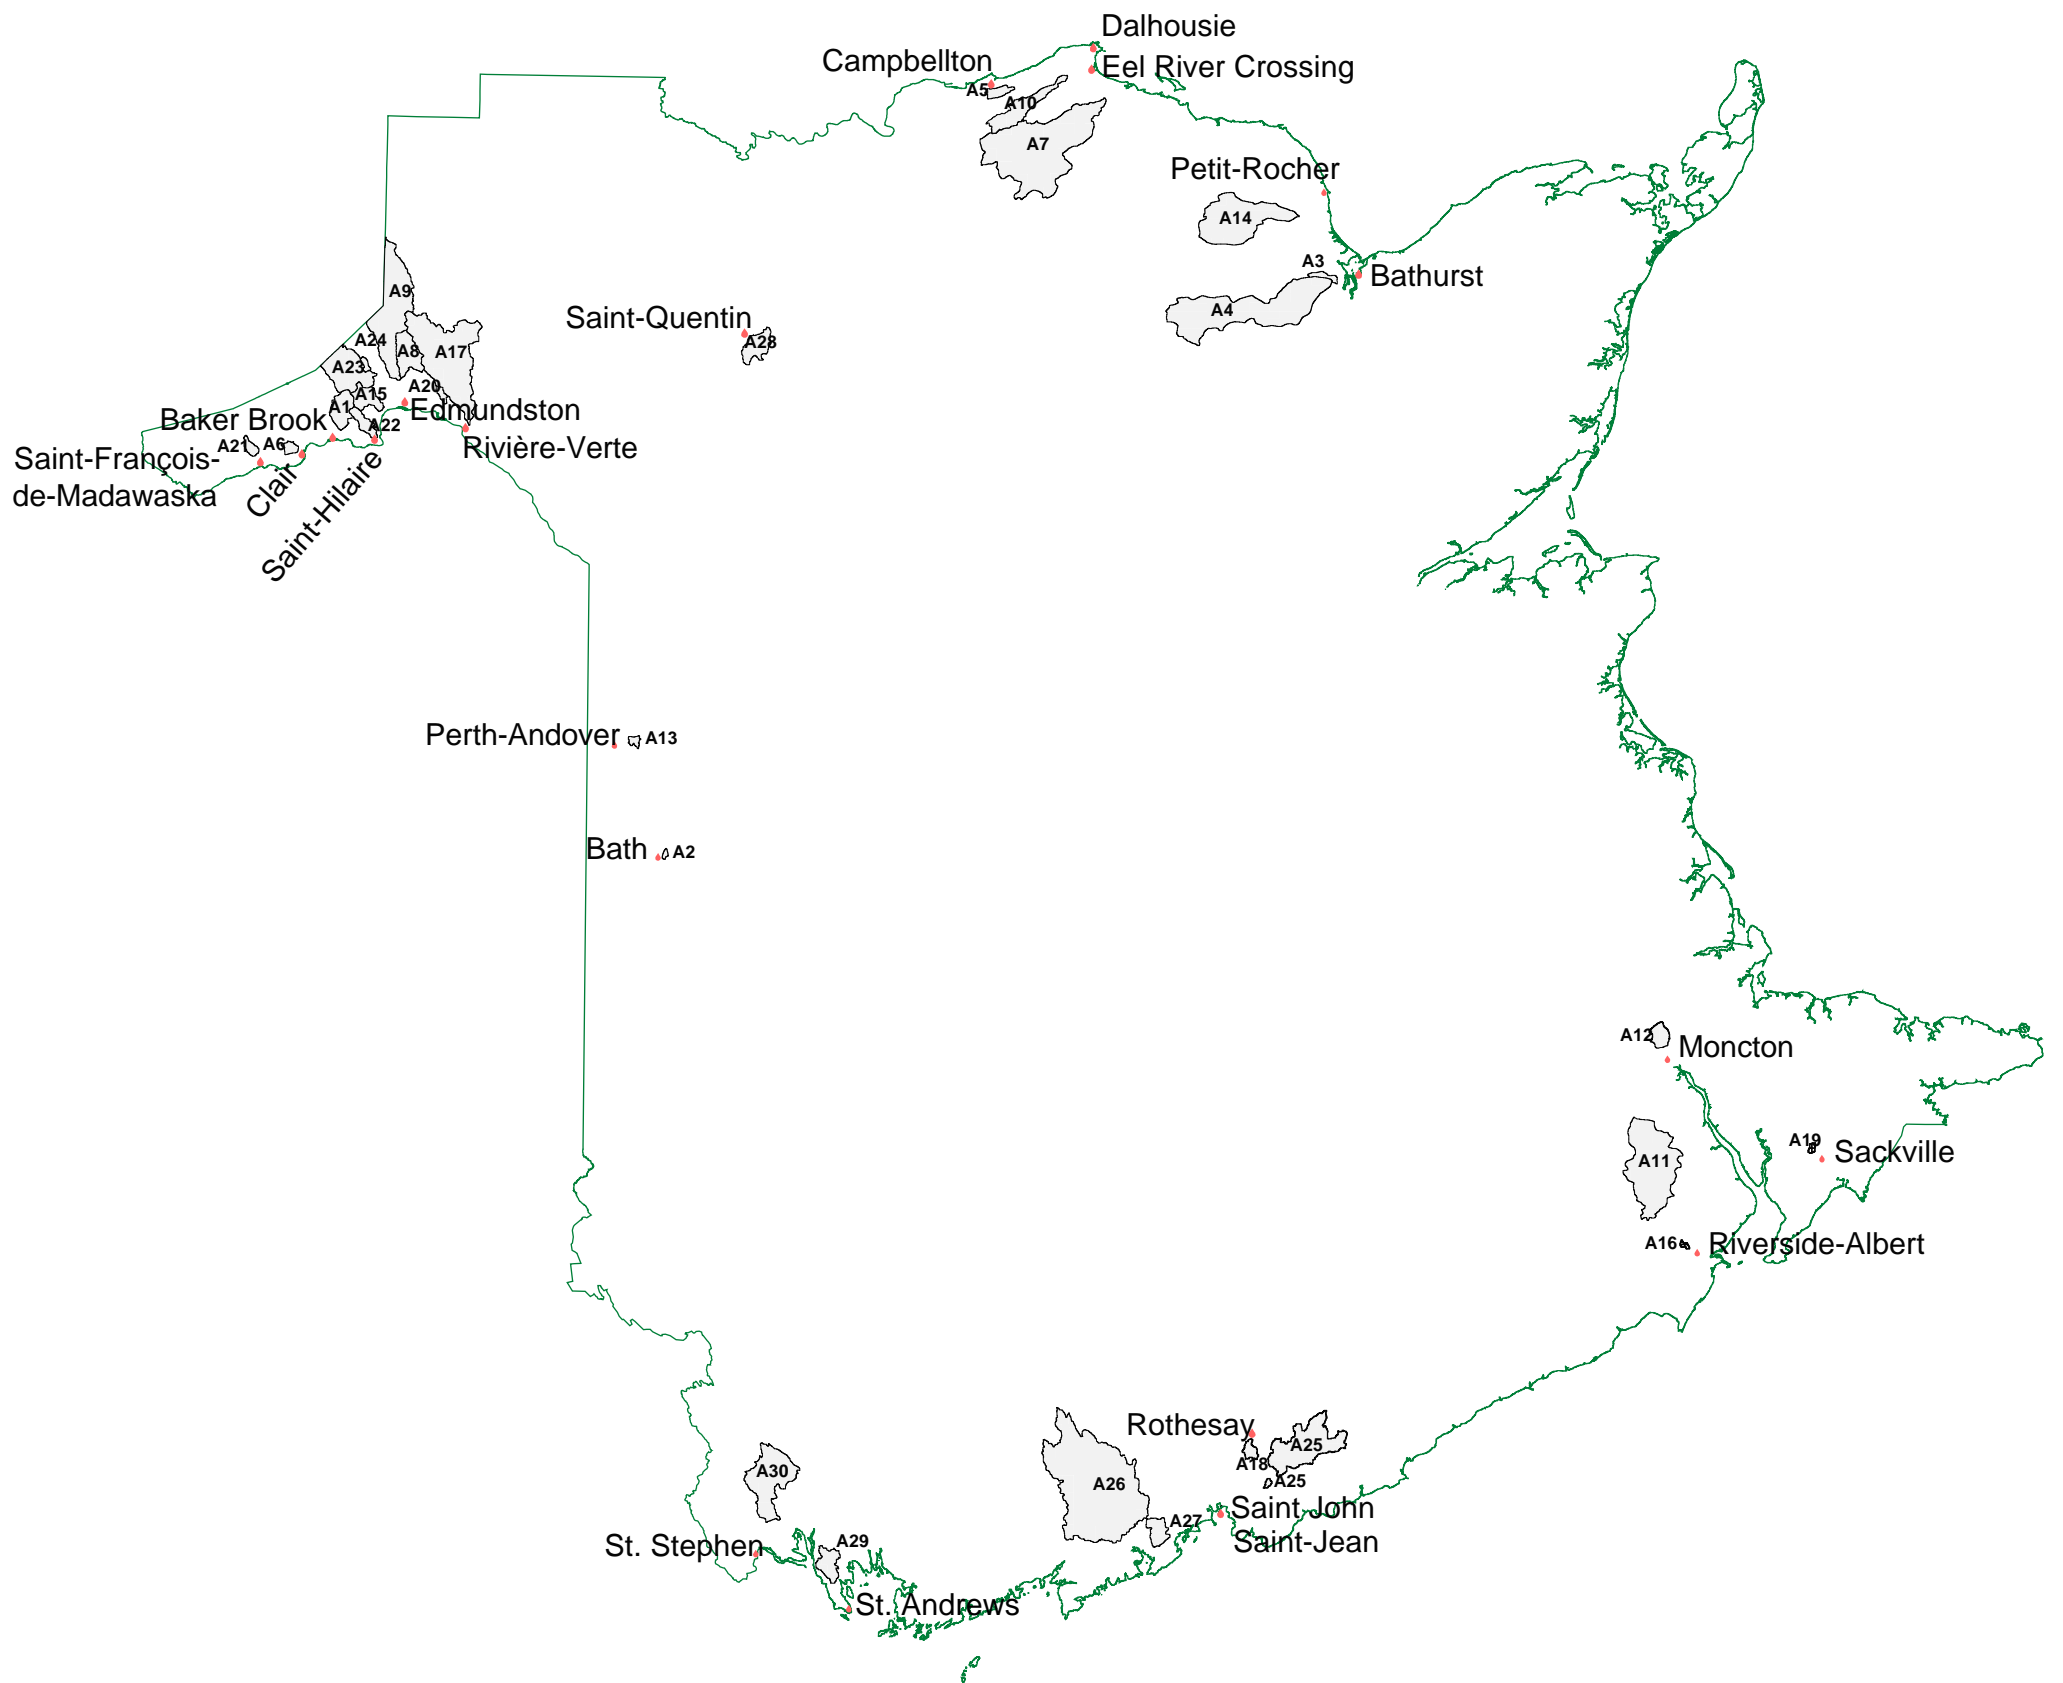 Dalhousie
Campbellton
Eel River Crossing
A5
A10
A7
Petit-Rocher
A14
A3
Bathurst
A4
A9
Saint-Quentin
A28
A24
A8
A17
A23
A20
A15
A1
Edmundston
Baker Brook
A22
A21
A6
Rivière-Verte
Saint-François-
de-Madawaska
Clair
Saint-Hilaire
Perth-Andover
A13
Bath
A2
A12
Moncton
A19
Sackville
A11
A16
Riverside-Albert
Rothesay
A25
A18
A30
A26
A25
Saint John
A27
Saint-Jean
St. Stephen
A29
St. Andrews